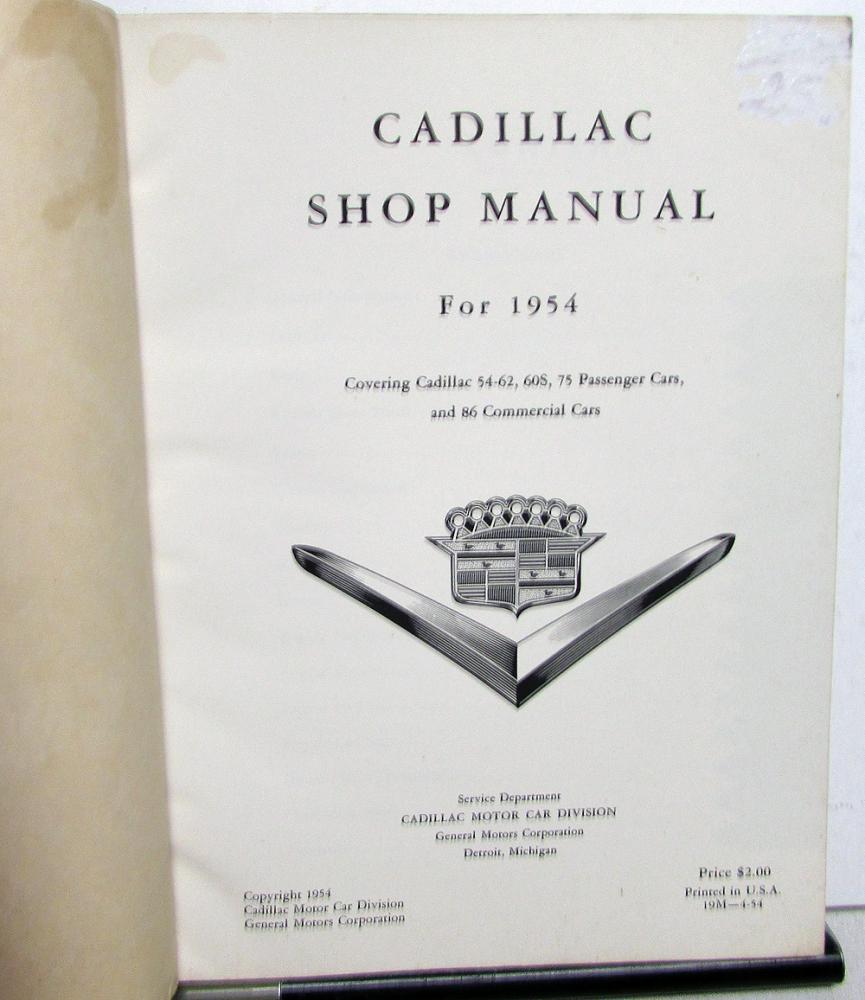 CADILLAC
SHOP MANUAL
For 1954
Covering Cadillac 54-62, 60S, 75 Passenger Cars,
and 86 Commercial Cars
Service Department
CADILLAC MOTOR CAR DIVISION
General Motors Corporation
Detroit, Michigan
Copyright 1954
Cadillac Motor Car Division
General Motors Corporation
Price $2.00
Printed in U.S.A.
19M—4-54